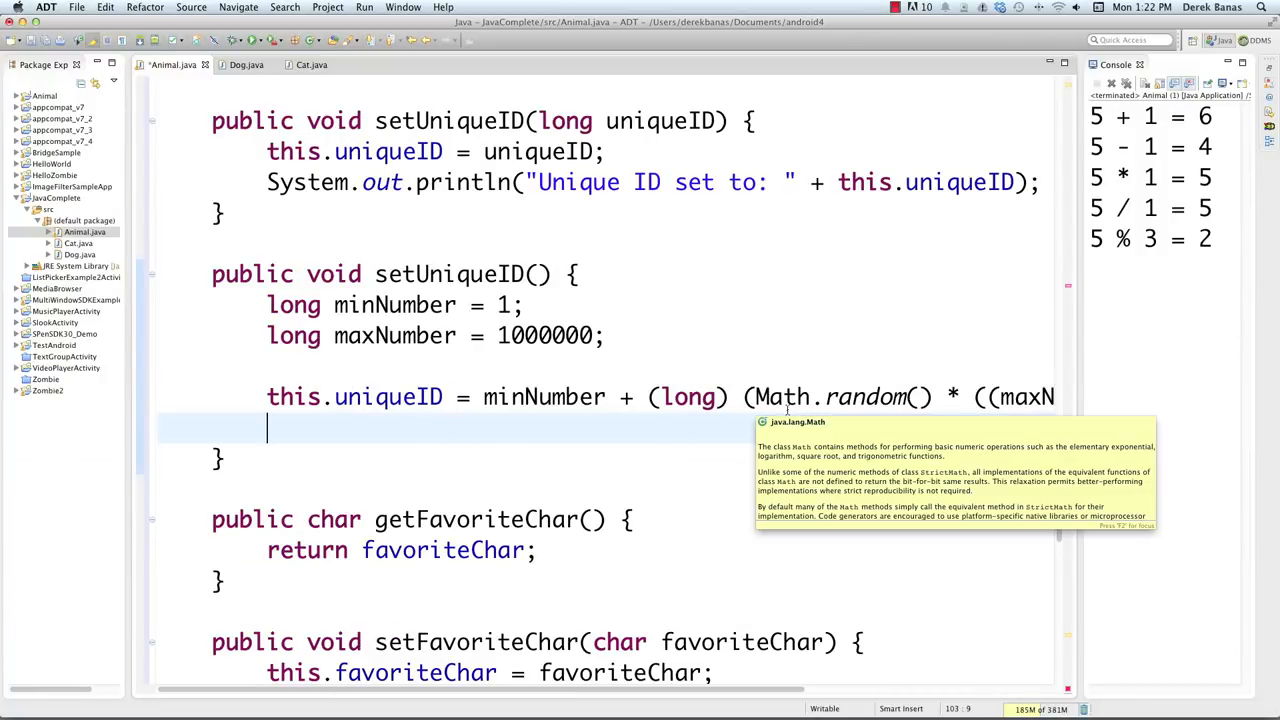 ADT File Edit Refactor Source Navigate Search Project Run Window Help 10 Mon 1:22 PM Derek Banas
Java - JavaComplete/src/Animal.java - ADT - /Users/derekbanas/Documents/android4
Quick Access Java DDMS
Package Exp
*Animal.java Dog.java Cat.java
Console
<terminated> Animal (1) [Java Application] /S
Animal
appcompat_v7
appcompat_v7_2
appcompat_v7_3
appcompat_v7_4
BridgeSample
HelloWorld
HelloZombie
ImageFilterSampleApp
JavaComplete
src
(default package)
Animal.java
Cat.java
Dog.java
JRE System Library [Ja
ListPickerExample2Activi
MediaBrowser
MultiWindowSDKExample
MusicPlayerActivity
SlookActivity
SPenSDK30_Demo
TestAndroid
TextGroupActivity
VideoPlayerActivity
Zombie
Zombie2
public void setUniqueID(long uniqueID) {
this.uniqueID = uniqueID;
System.out.println("Unique ID set to: " + this.uniqueID);
}
public void setUniqueID() {
long minNumber = 1;
long maxNumber = 1000000;
this.uniqueID = minNumber + (long) (Math.random() * ((maxN
}
public char getFavoriteChar() {
return favoriteChar;
}
public void setFavoriteChar(char favoriteChar) {
this.favoriteChar = favoriteChar;
java.lang.Math
The class Math contains methods for performing basic numeric operations such as the elementary exponential,
logarithm, square root, and trigonometric functions.
Unlike some of the numeric methods of class StrictMath, all implementations of the equivalent functions of
class Math are not defined to return the bit-for-bit same results. This relaxation permits better-performing
implementations where strict reproducibility is not required.
By default many of the Math methods simply call the equivalent method in StrictMath for their
implementation. Code generators are encouraged to use platform-specific native libraries or microprocessor
Press 'F2' for focus
5 + 1 = 6
5 - 1 = 4
5 * 1 = 5
5 / 1 = 5
5 % 3 = 2
Writable Smart Insert 103 : 9 185M of 381M